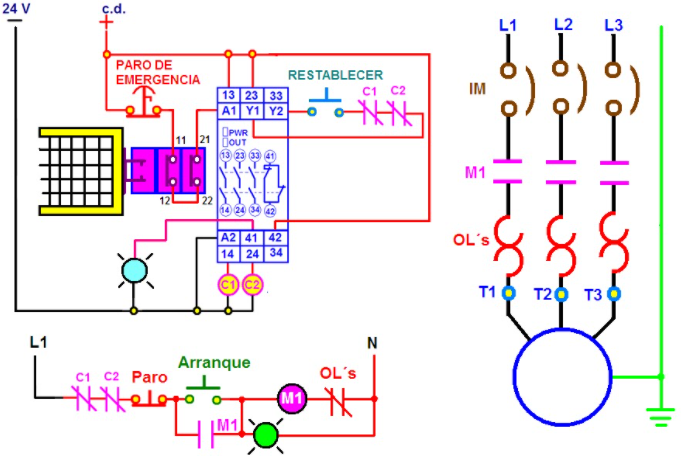 24 V
c.d.
PARO DE
EMERGENCIA
11
21
12
22
13 23 33
A1 Y1 Y2
PWR
OUT
13 23 33 41
14 24 34 42
A2 41 42
14 24 34
C1 C2
RESTABLECER
C1 C2
L1
C1 C2
Paro
Arranque
M1
M1
OL´s
N
L1 L2 L3
IM
M1
OL´s
T1 T2 T3